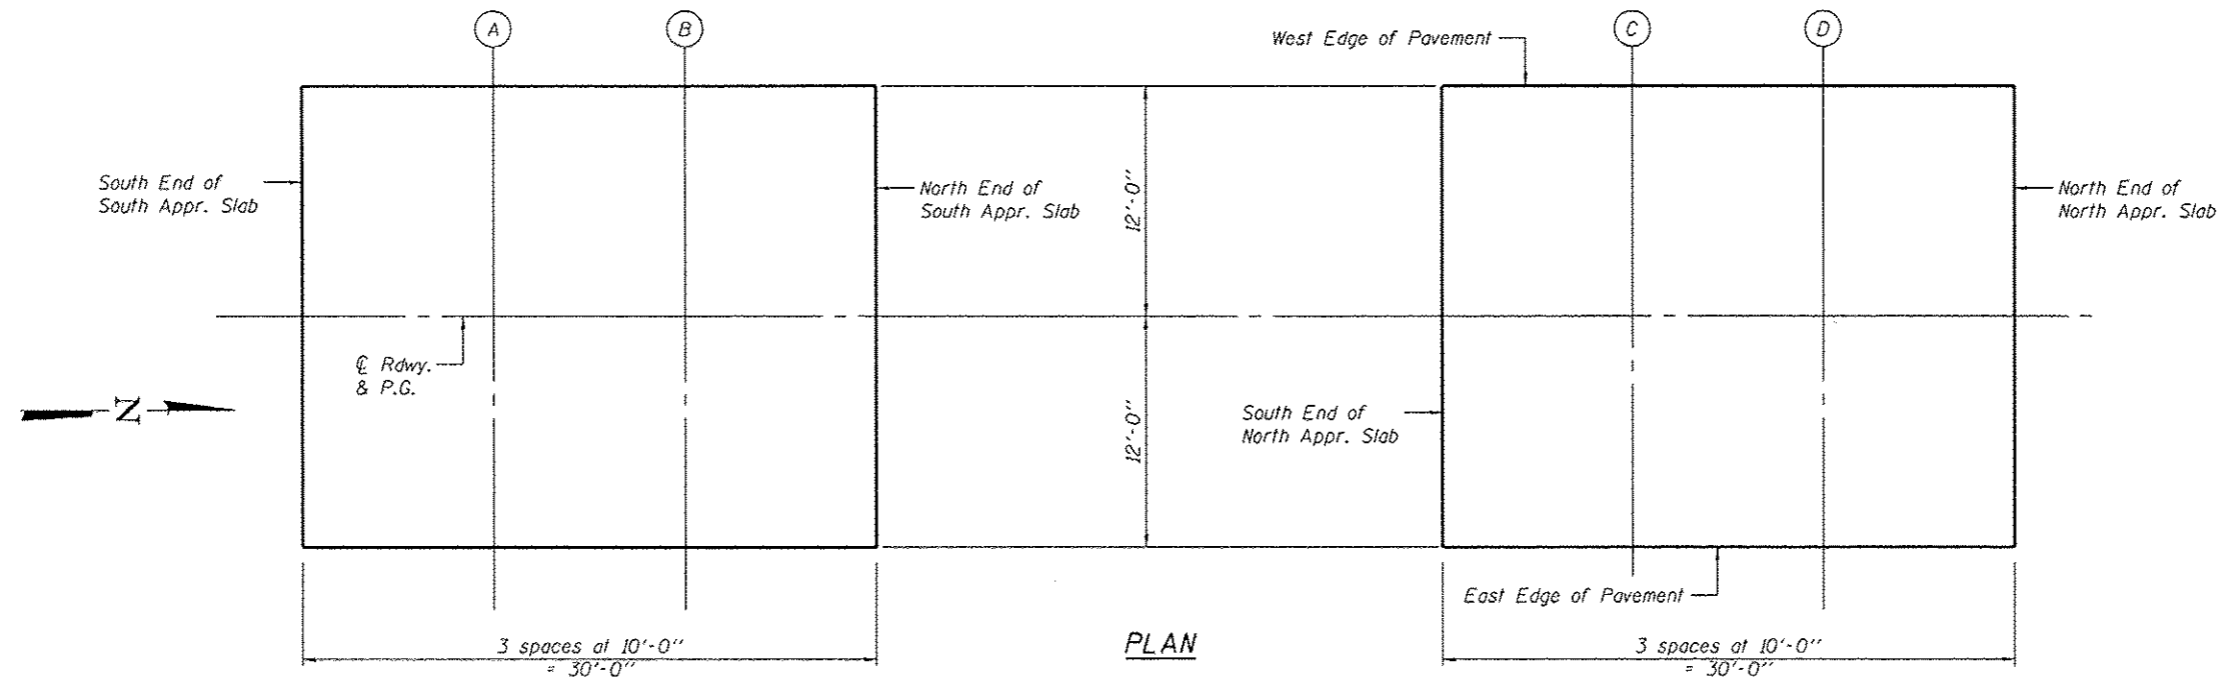 A
B
C
D
West Edge of Pavement
South End of
South Appr. Slab
North End of
South Appr. Slab
12'-0"
North End of
North Appr. Slab
℄ Rdwy.
& P.G.
Z
12'-0"
South End of
North Appr. Slab
East Edge of Pavement
3 spaces at 10'-0"
= 30'-0"
PLAN
3 spaces at 10'-0"
= 30'-0"